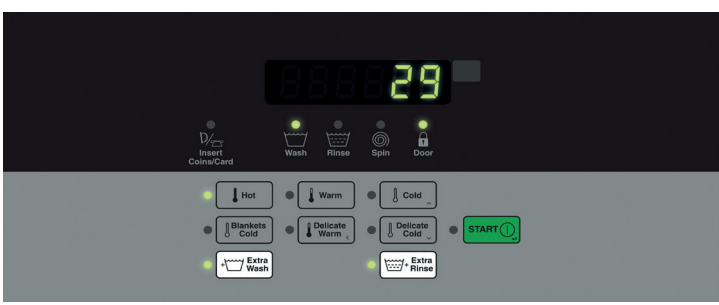 29
Insert
Coins/Card
Wash
Rinse
Spin
Door
Hot
Warm
Cold
Blankets
Cold
Delicate
Warm
Delicate
Cold
START
+ Extra
Wash
+ Extra
Rinse